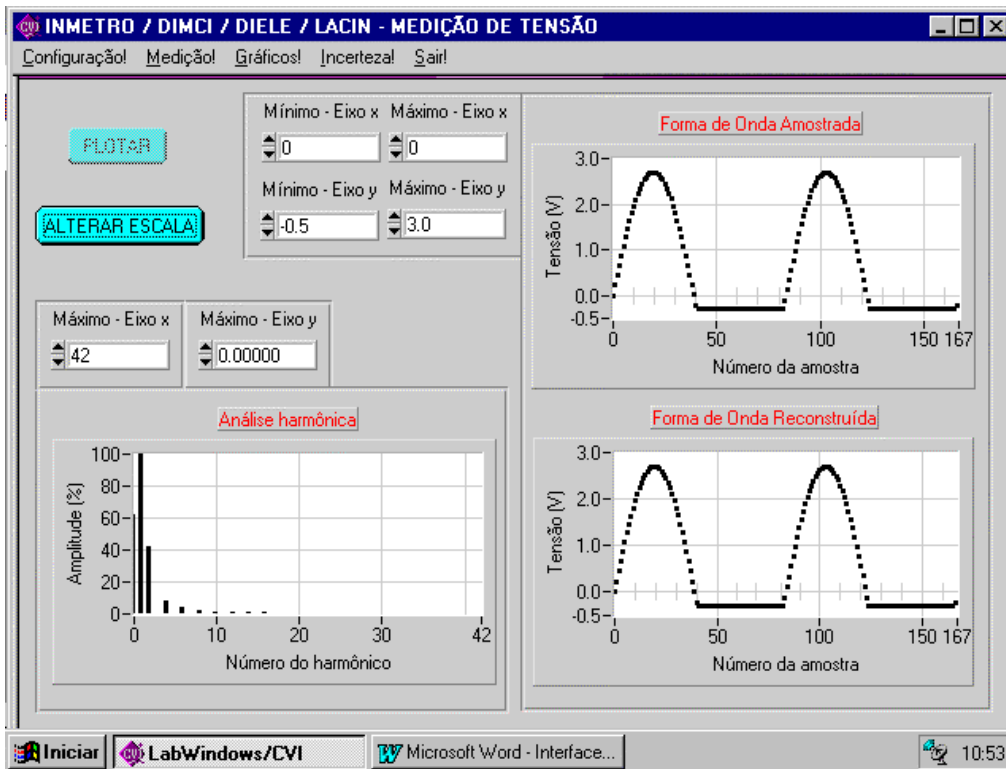 INMETRO / DIMCI / DIELE / LACIN - MEDIÇÃO DE TENSÃO
Configuração! Medição! Gráficos! Incerteza! Sair!
PLOTAR
ALTERAR ESCALA
Mínimo - Eixo x Máximo - Eixo x
0 0
Mínimo - Eixo y Máximo - Eixo y
-0.5 3.0
Máximo - Eixo x Máximo - Eixo y
42 0.00000
Análise harmônica
Amplitude (%)
100
80
60
40
20
0
0 10 20 30 42
Número do harmônico
Forma de Onda Amostrada
Tensão (V)
3.0
2.0
1.0
0.0
-0.5
0 50 100 150 167
Número da amostra
Forma de Onda Reconstruída
Tensão (V)
3.0
2.0
1.0
0.0
-0.5
0 50 100 150 167
Número da amostra
Iniciar LabWindows/CVI Microsoft Word - Interface... 10:53